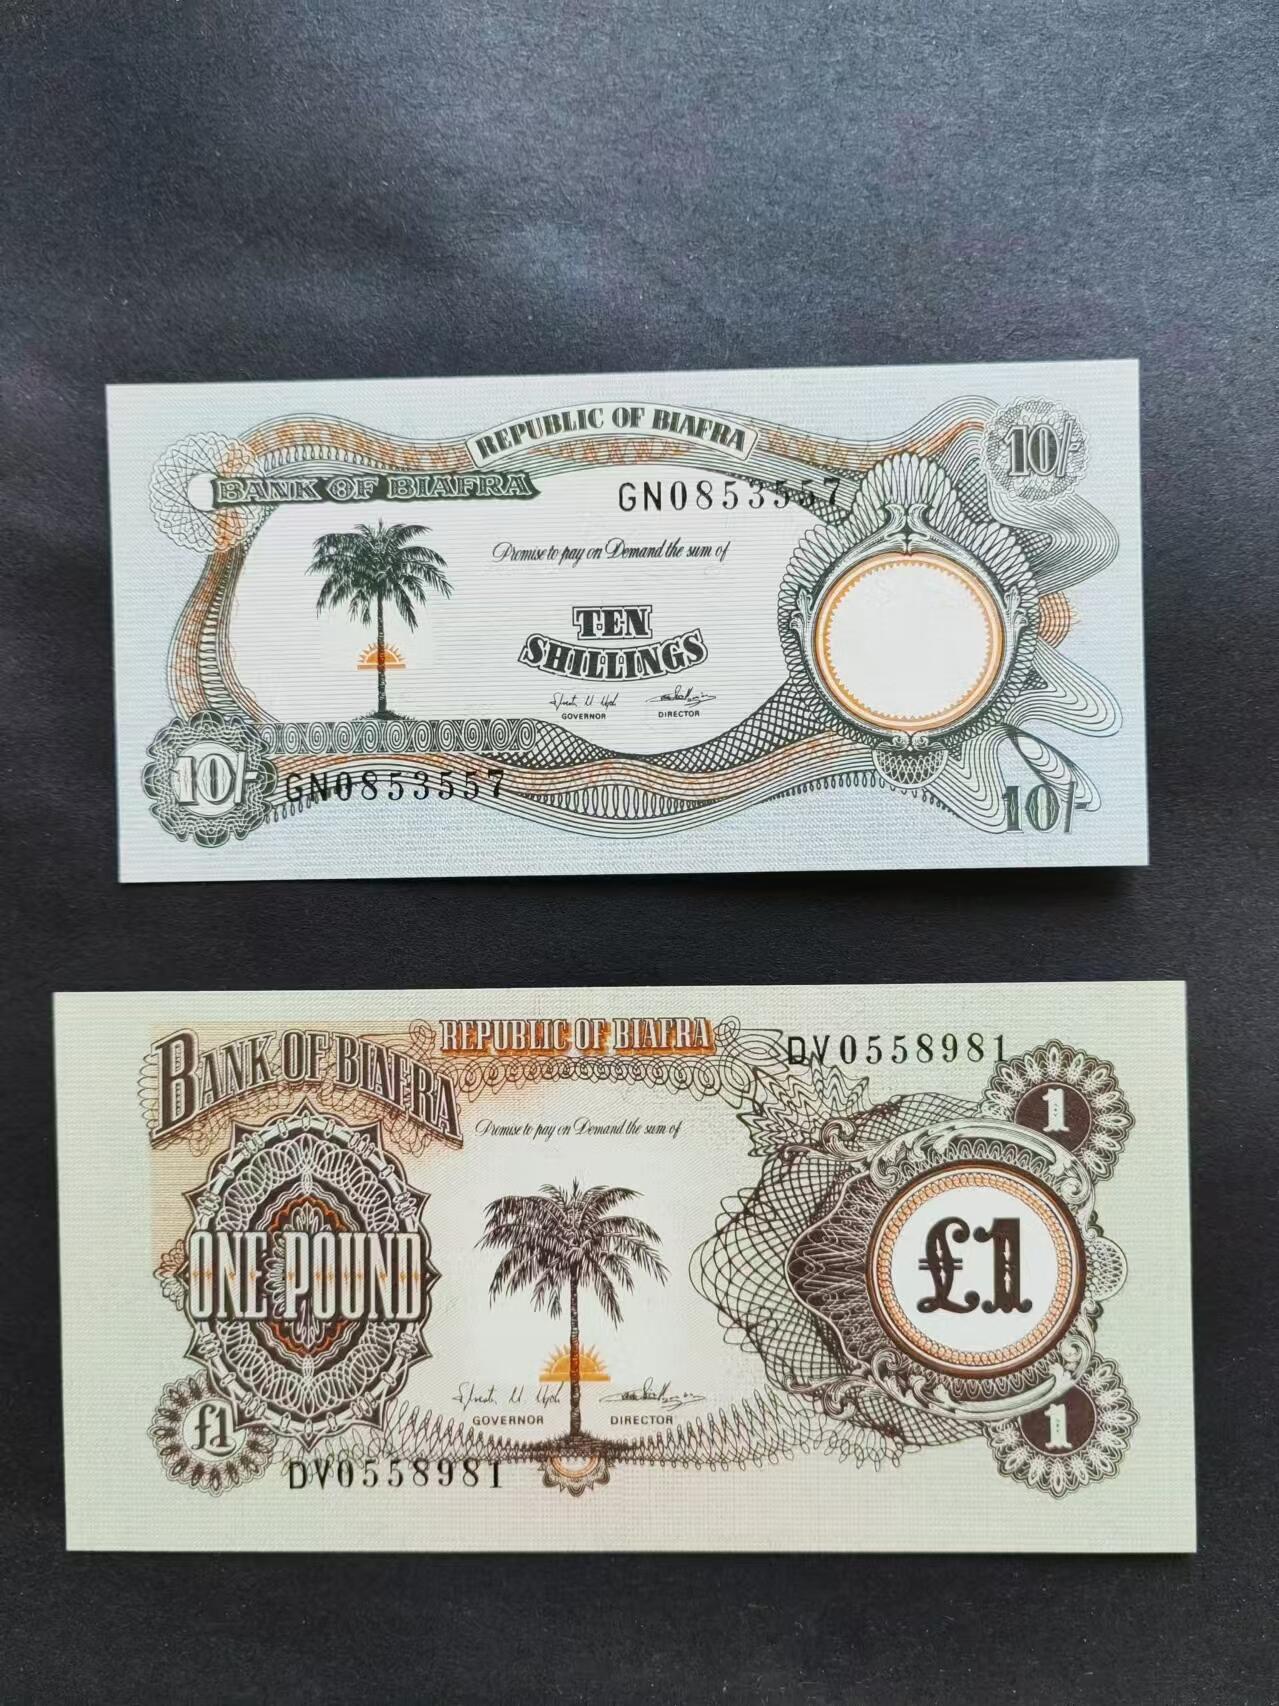 REPUBLIC OF BIAFRA
10/-
BANK OF BIAFRA
GN0853557
Promise to pay on Demand the sum of
TEN
SHILLINGS
GOVERNOR
DIRECTOR
10/-
GN0853557
10/-
BANK OF BIAFRA
REPUBLIC OF BIAFRA
DV0558981
1
Promise to pay on Demand the sum of
ONE POUND
£1
GOVERNOR
DIRECTOR
£1
1
DV0558981